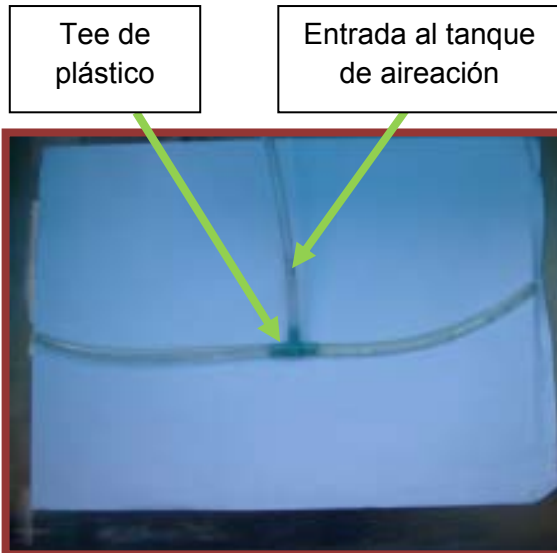 Tee de
plástico
Entrada al tanque
de aireación